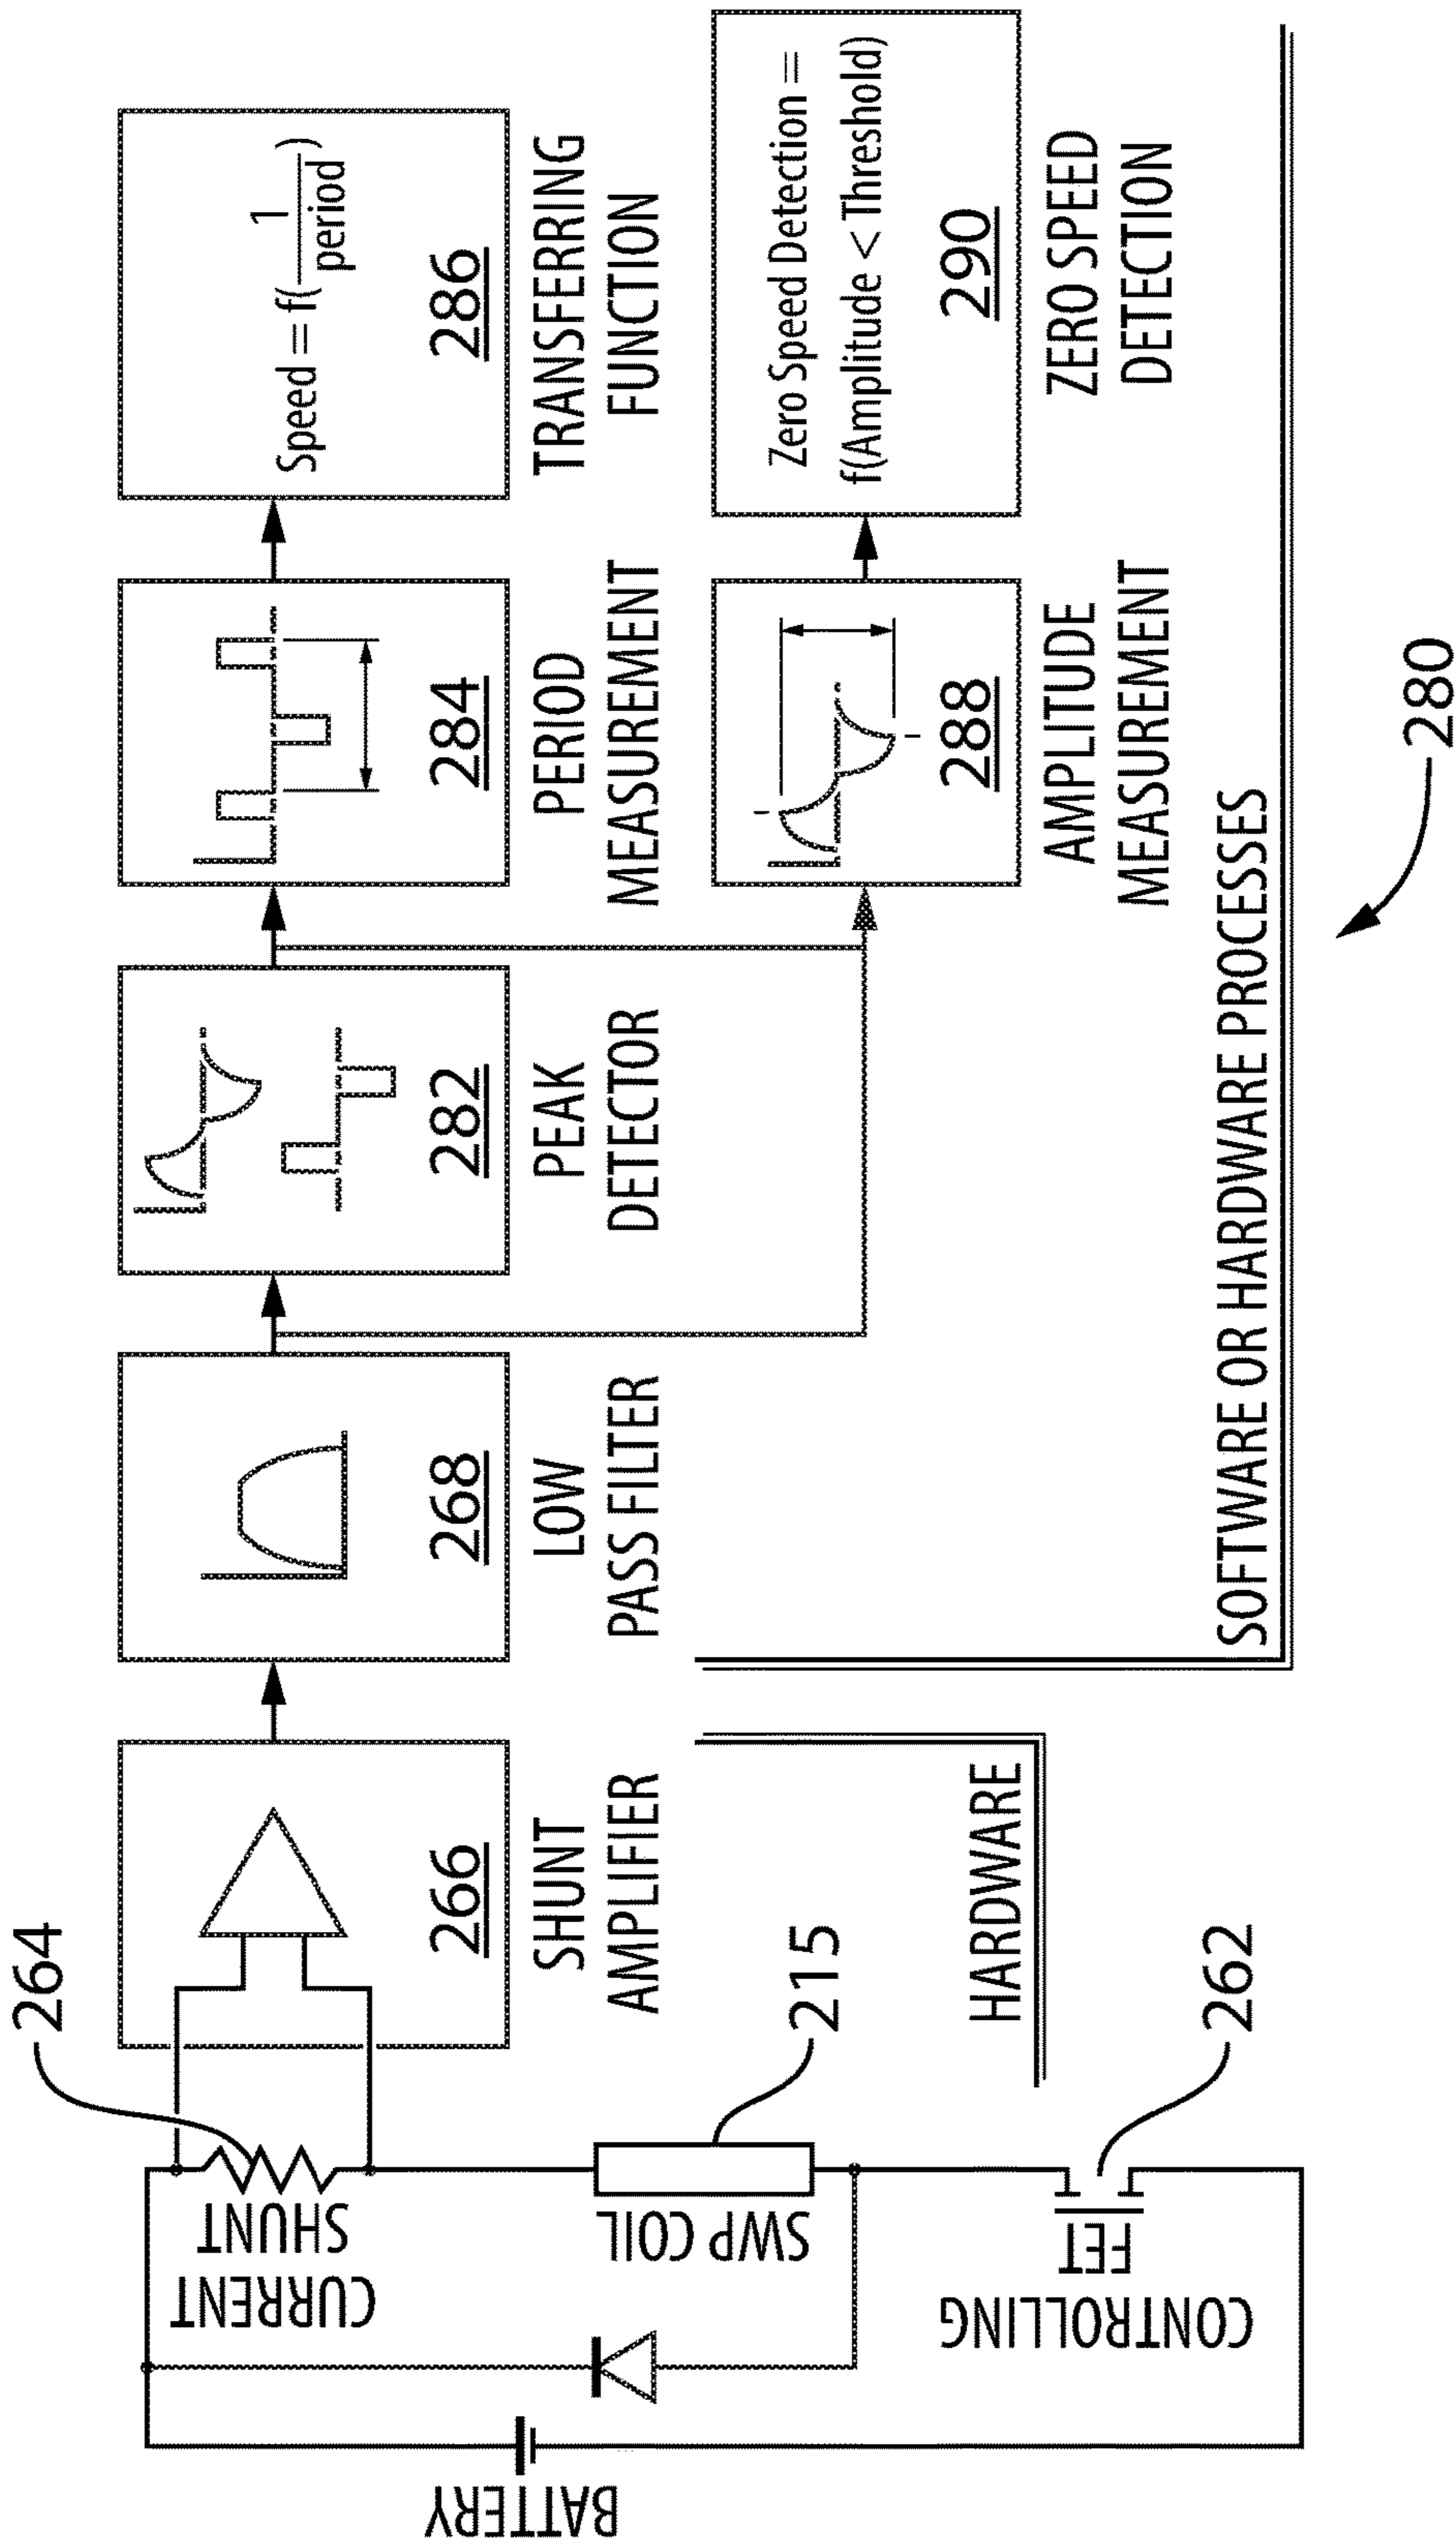 264
CURRENT
SHUNT
266
SHUNT
AMPLIFIER
268
LOW
PASS FILTER
282
PEAK
DETECTOR
284
PERIOD
MEASUREMENT
Speed = f(1/period)
286
TRANSFERRING
FUNCTION
BATTERY
SWP COIL
215
CONTROLLING
FET
262
HARDWARE
288
AMPLITUDE
MEASUREMENT
Zero Speed Detection =
f(Amplitude < Threshold)
290
ZERO SPEED
DETECTION
SOFTWARE OR HARDWARE PROCESSES
280